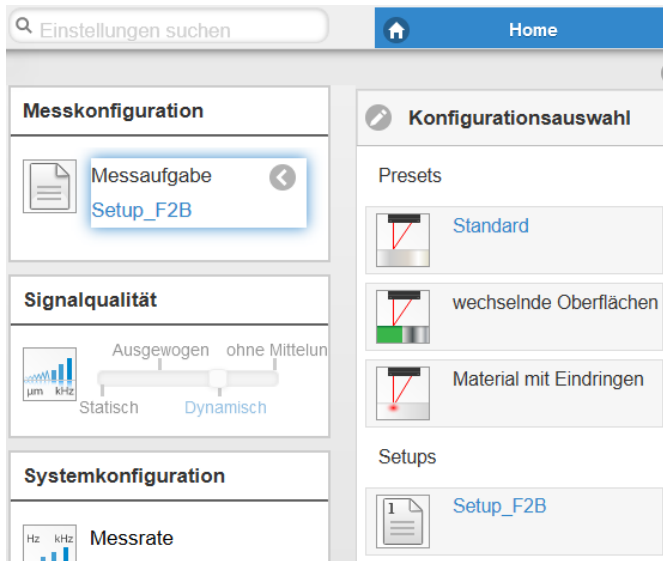 Einstellungen suchen
Home
Messkonfiguration
Messaufgabe
Setup_F2B
Signalqualität
Ausgewogen ohne Mittelun
µm kHz
Statisch Dynamisch
Systemkonfiguration
Hz kHz
Messrate
Konfigurationsauswahl
Presets
Standard
wechselnde Oberflächen
Material mit Eindringen
Setups
1
Setup_F2B